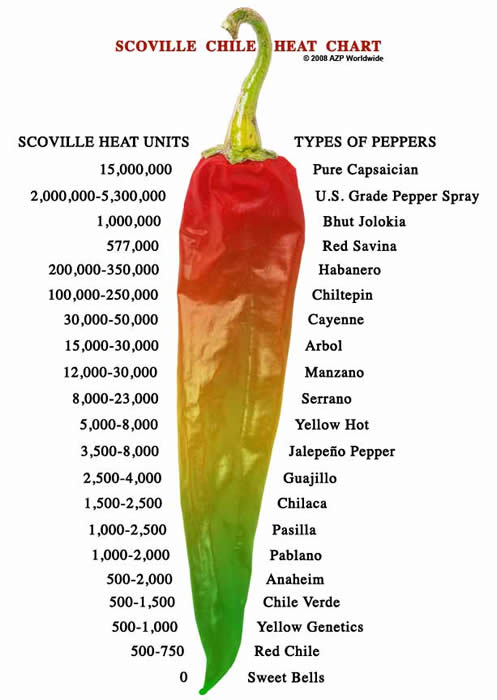 SCOVILLE CHILE HEAT CHART
© 2008 AZP Worldwide
SCOVILLE HEAT UNITS TYPES OF PEPPERS
15,000,000 Pure Capsaician
2,000,000-5,300,000 U.S. Grade Pepper Spray
1,000,000 Bhut Jolokia
577,000 Red Savina
200,000-350,000 Habanero
100,000-250,000 Chiltepin
30,000-50,000 Cayenne
15,000-30,000 Arbol
12,000-30,000 Manzano
8,000-23,000 Serrano
5,000-8,000 Yellow Hot
3,500-8,000 Jalepeño Pepper
2,500-4,000 Guajillo
1,500-2,500 Chilaca
1,000-2,500 Pasilla
1,000-2,000 Pablano
500-2,000 Anaheim
500-1,500 Chile Verde
500-1,000 Yellow Genetics
500-750 Red Chile
0 Sweet Bells